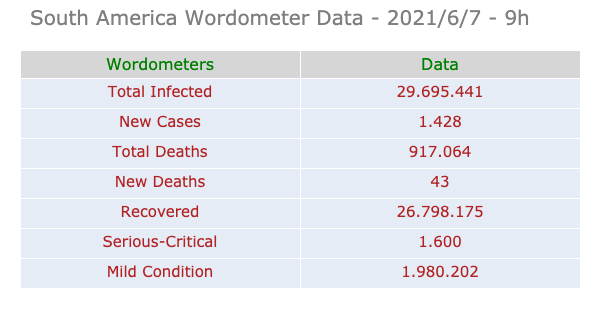 South America Wordometer Data - 2021/6/7 - 9h
Wordometers Data
Total Infected 29.695.441
New Cases 1.428
Total Deaths 917.064
New Deaths 43
Recovered 26.798.175
Serious-Critical 1.600
Mild Condition 1.980.202